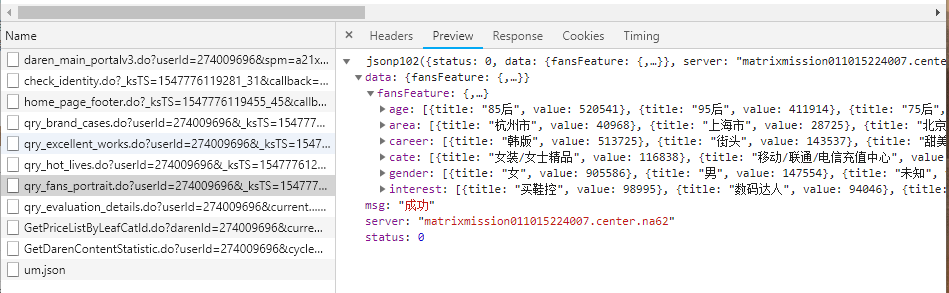 Name
daren_main_portalv3.do?userId=274009696&spm=a21x...
check_identity.do?_ksTS=1547776119281_31&callback=...
home_page_footer.do?_ksTS=1547776119455_45&callb...
qry_brand_cases.do?userId=274009696&_ksTS=154777...
qry_excellent_works.do?userId=274009696&_ksTS=1547...
qry_hot_lives.do?userId=274009696&_ksTS=154777612...
qry_fans_portrait.do?userId=274009696&_ksTS=154777...
qry_evaluation_details.do?userId=274009696&current......
GetPriceListByLeafCatId.do?darenId=274009696&curre...
GetDarenContentStatistic.do?userId=274009696&cycle...
um.json
× Headers Preview Response Cookies Timing
▼ jsonp102({status: 0, data: {fansFeature: {,…}}, server: "matrixmission011015224007.cente
▼ data: {fansFeature: {,…}}
▼ fansFeature: {,…}
▶ age: [{title: "85后", value: 520541}, {title: "95后", value: 411914}, {title: "75后",
▶ area: [{title: "杭州市", value: 40968}, {title: "上海市", value: 28725}, {title: "北京
▶ career: [{title: "韩版", value: 513725}, {title: "街头", value: 143537}, {title: "甜美
▶ cate: [{title: "女装/女士精品", value: 116838}, {title: "移动/联通/电信充值中心", value:
▶ gender: [{title: "女", value: 905586}, {title: "男", value: 147554}, {title: "未知",
▶ interest: [{title: "买鞋控", value: 98995}, {title: "数码达人", value: 94046}, {title:
msg: "成功"
server: "matrixmission011015224007.center.na62"
status: 0